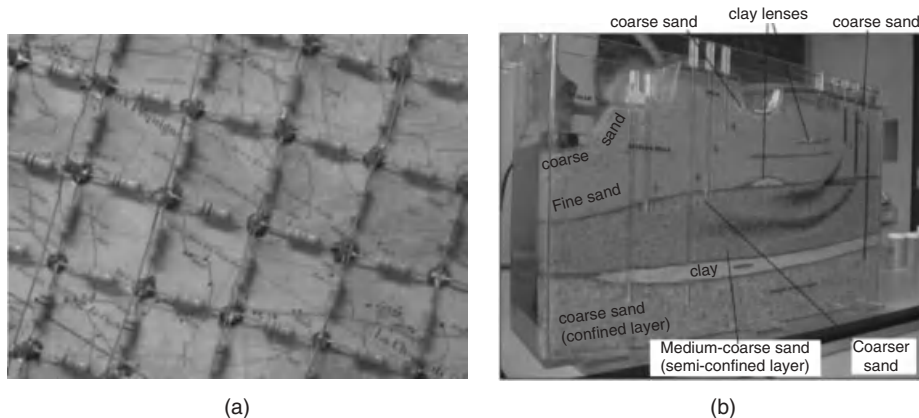 coarse sand
clay lenses
coarse sand
coarse sand
Fine sand
clay
coarse sand
(confined layer)
Medium-coarse sand
(semi-confined layer)
Coarser
sand
(a)
(b)